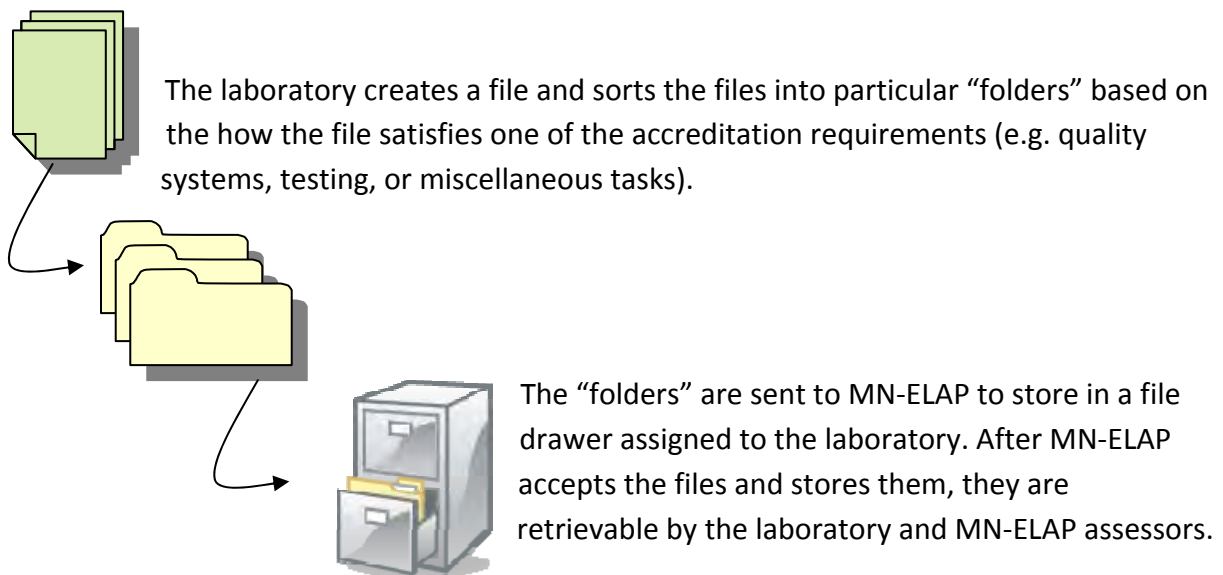 The laboratory creates a file and sorts the files into particular “folders” based on
the how the file satisfies one of the accreditation requirements (e.g. quality
systems, testing, or miscellaneous tasks).
The “folders” are sent to MN-ELAP to store in a file
drawer assigned to the laboratory. After MN-ELAP
accepts the files and stores them, they are
retrievable by the laboratory and MN-ELAP assessors.